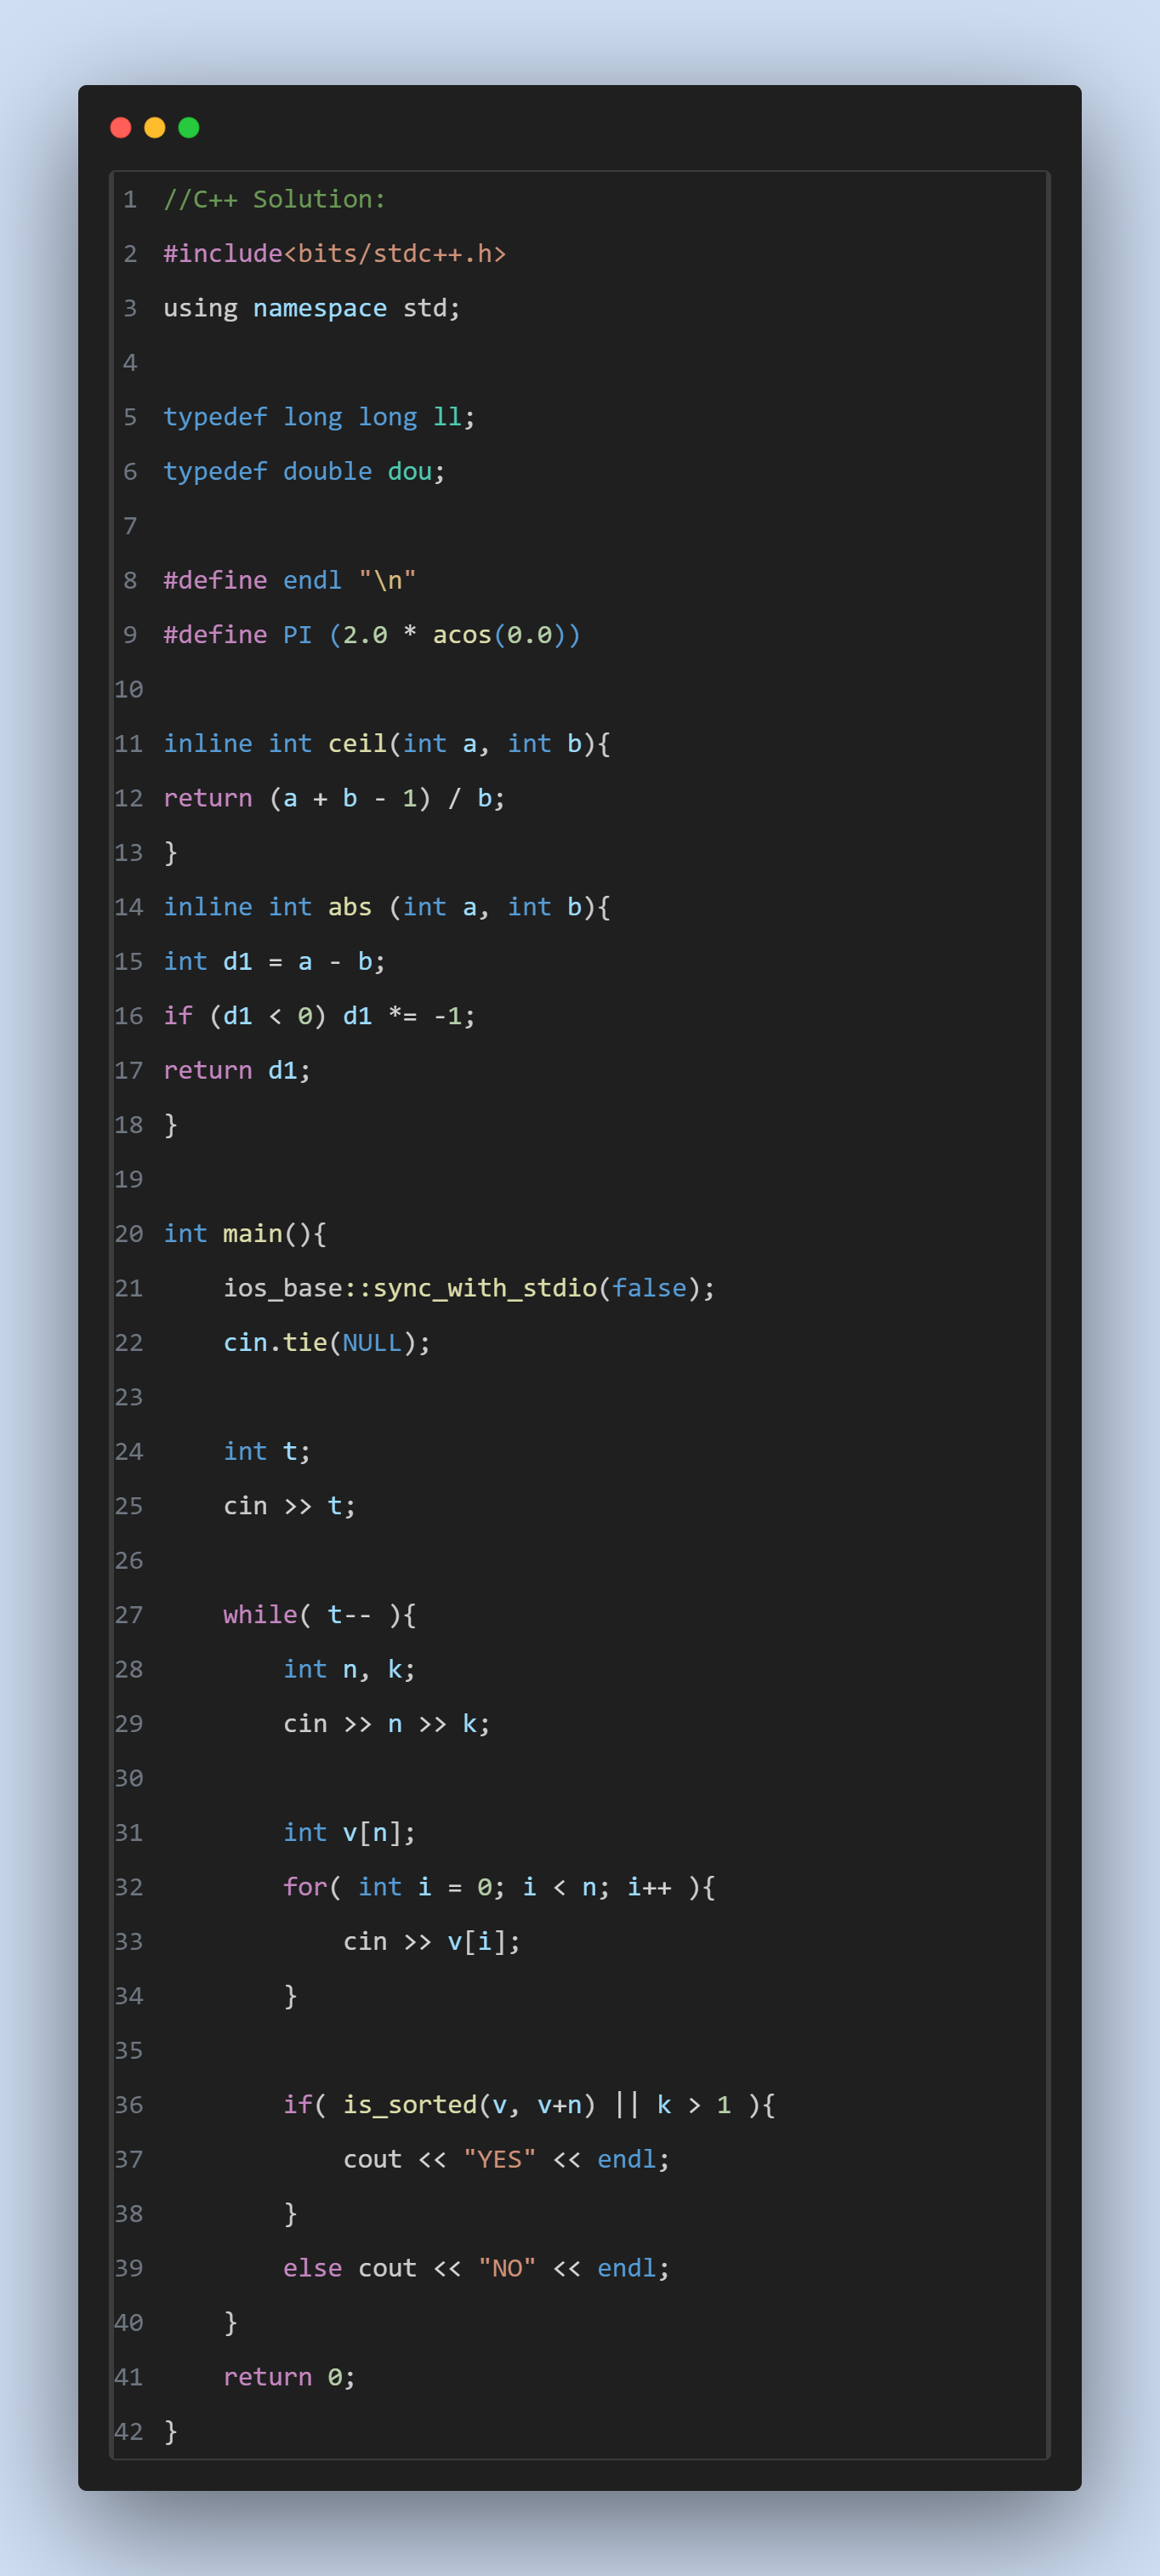 1 //C++ Solution:
2 #include<bits/stdc++.h>
3 using namespace std;
4
5 typedef long long ll;
6 typedef double dou;
7
8 #define endl "\n"
9 #define PI (2.0 * acos(0.0))
10
11 inline int ceil(int a, int b){
12 return (a + b - 1) / b;
13 }
14 inline int abs (int a, int b){
15 int d1 = a - b;
16 if (d1 < 0) d1 *= -1;
17 return d1;
18 }
19
20 int main(){
21     ios_base::sync_with_stdio(false);
22     cin.tie(NULL);
23
24     int t;
25     cin >> t;
26
27     while( t-- ){
28         int n, k;
29         cin >> n >> k;
30
31         int v[n];
32         for( int i = 0; i < n; i++ ){
33             cin >> v[i];
34         }
35
36         if( is_sorted(v, v+n) || k > 1 ){
37             cout << "YES" << endl;
38         }
39         else cout << "NO" << endl;
40     }
41     return 0;
42 }